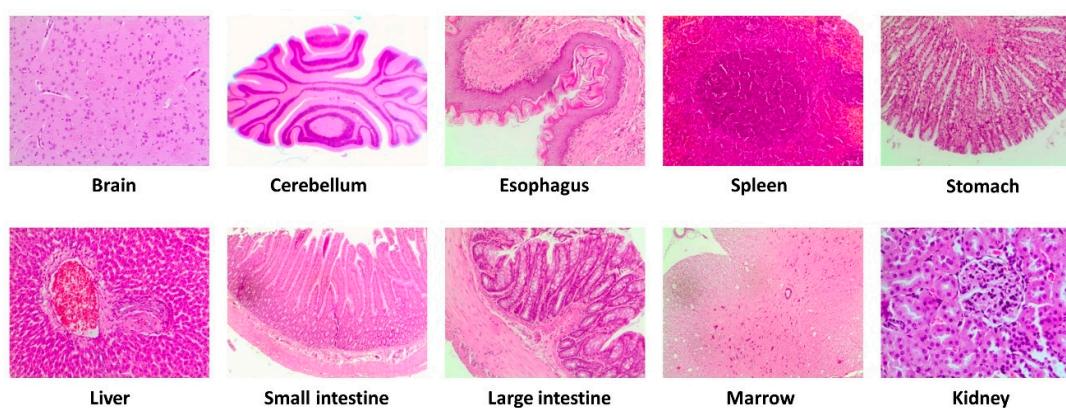 Brain
Cerebellum
Esophagus
Spleen
Stomach
Liver
Small intestine
Large intestine
Marrow
Kidney